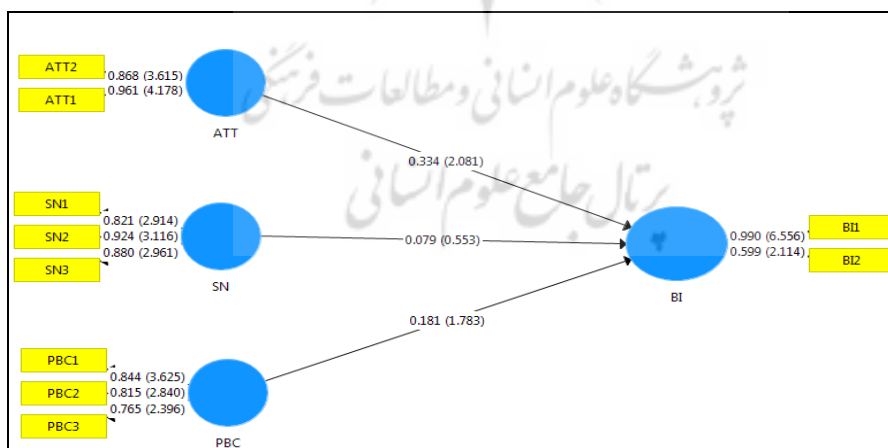 ATT2
0.868 (3.615)
ATT1
0.961 (4.178)
ATT
پژوهشگاه علوم انسانی و مطالعات فرهنگی
0.334 (2.081)
پرتال جامع علوم انسانی
SN1
0.821 (2.914)
SN2
0.924 (3.116)
SN3
0.880 (2.961)
SN
0.079 (0.553)
0.990 (6.556)
BI1
0.599 (2.114)
BI2
BI
0.181 (1.783)
PBC1
0.844 (3.625)
PBC2
0.815 (2.840)
PBC3
0.765 (2.396)
PBC